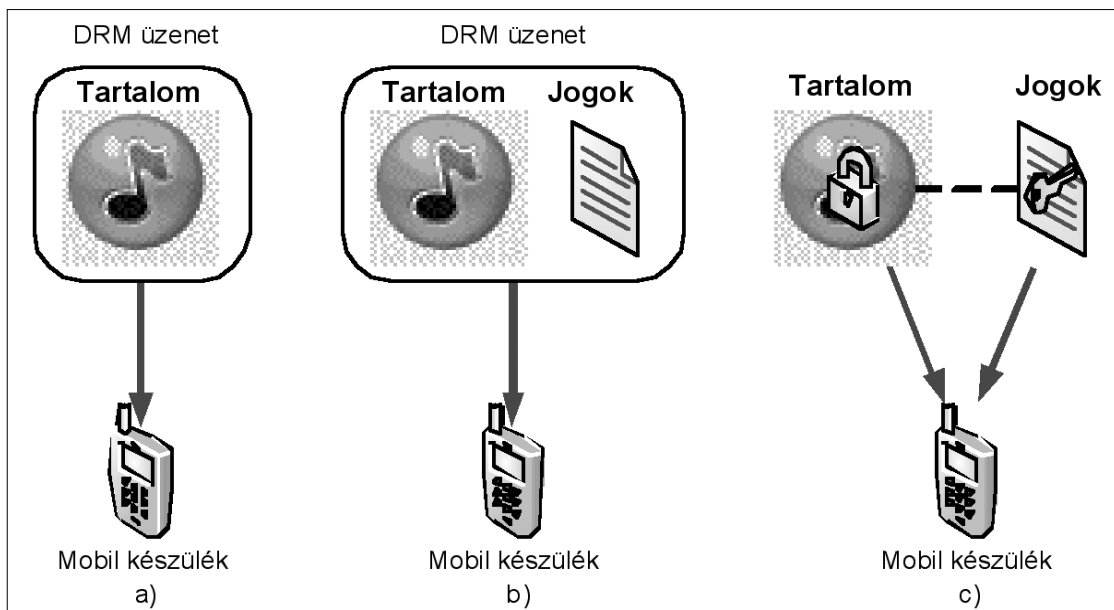 DRM üzenet
Tartalom
Mobil készülék
a)
DRM üzenet
Tartalom Jogok
Mobil készülék
b)
Tartalom Jogok
Mobil készülék
c)